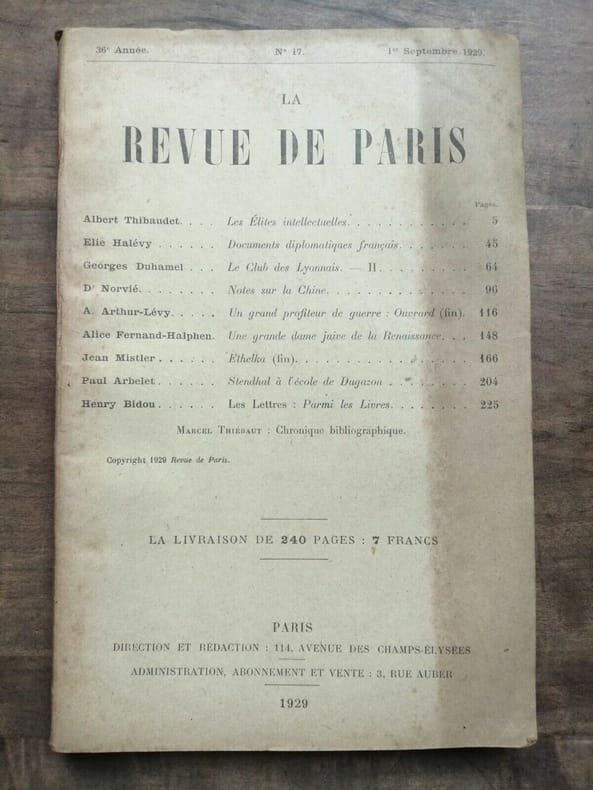 36e Année. N° 17. 1er Septembre 1929.
LA
REVUE DE PARIS
Pages.
Albert Thibaudet. . . . Les Élites intellectuelles. . . . . . . . . . . . 5
Elie Halévy . . . . . . Documents diplomatiques français. . . . . . . 45
Georges Duhamel . . . Le Club des Lyonnais. — II. . . . . . . . . 64
Dr Norvié. . . . . . . Notes sur la Chine. . . . . . . . . . . . . 96
A. Arthur-Lévy. . . . . Un grand profiteur de guerre : Ouvrard (fin). 116
Alice Fernand-Halphen. Une grande dame juive de la Renaissance. . . 148
Jean Mistler . . . . . . Ethelka (fin). . . . . . . . . . . . . . . 166
Paul Arbelet. . . . . . Stendhal à l'école de Dugazon . . . . . . . 204
Henry Bidou. . . . . . Les Lettres : Parmi les Livres. . . . . . . . 225
Marcel Thiébaut : Chronique bibliographique.
Copyright 1929 Revue de Paris.
LA LIVRAISON DE 240 PAGES : 7 FRANCS
PARIS
DIRECTION ET RÉDACTION : 114, AVENUE DES CHAMPS-ÉLYSÉES
ADMINISTRATION, ABONNEMENT ET VENTE : 3, RUE AUBER
1929